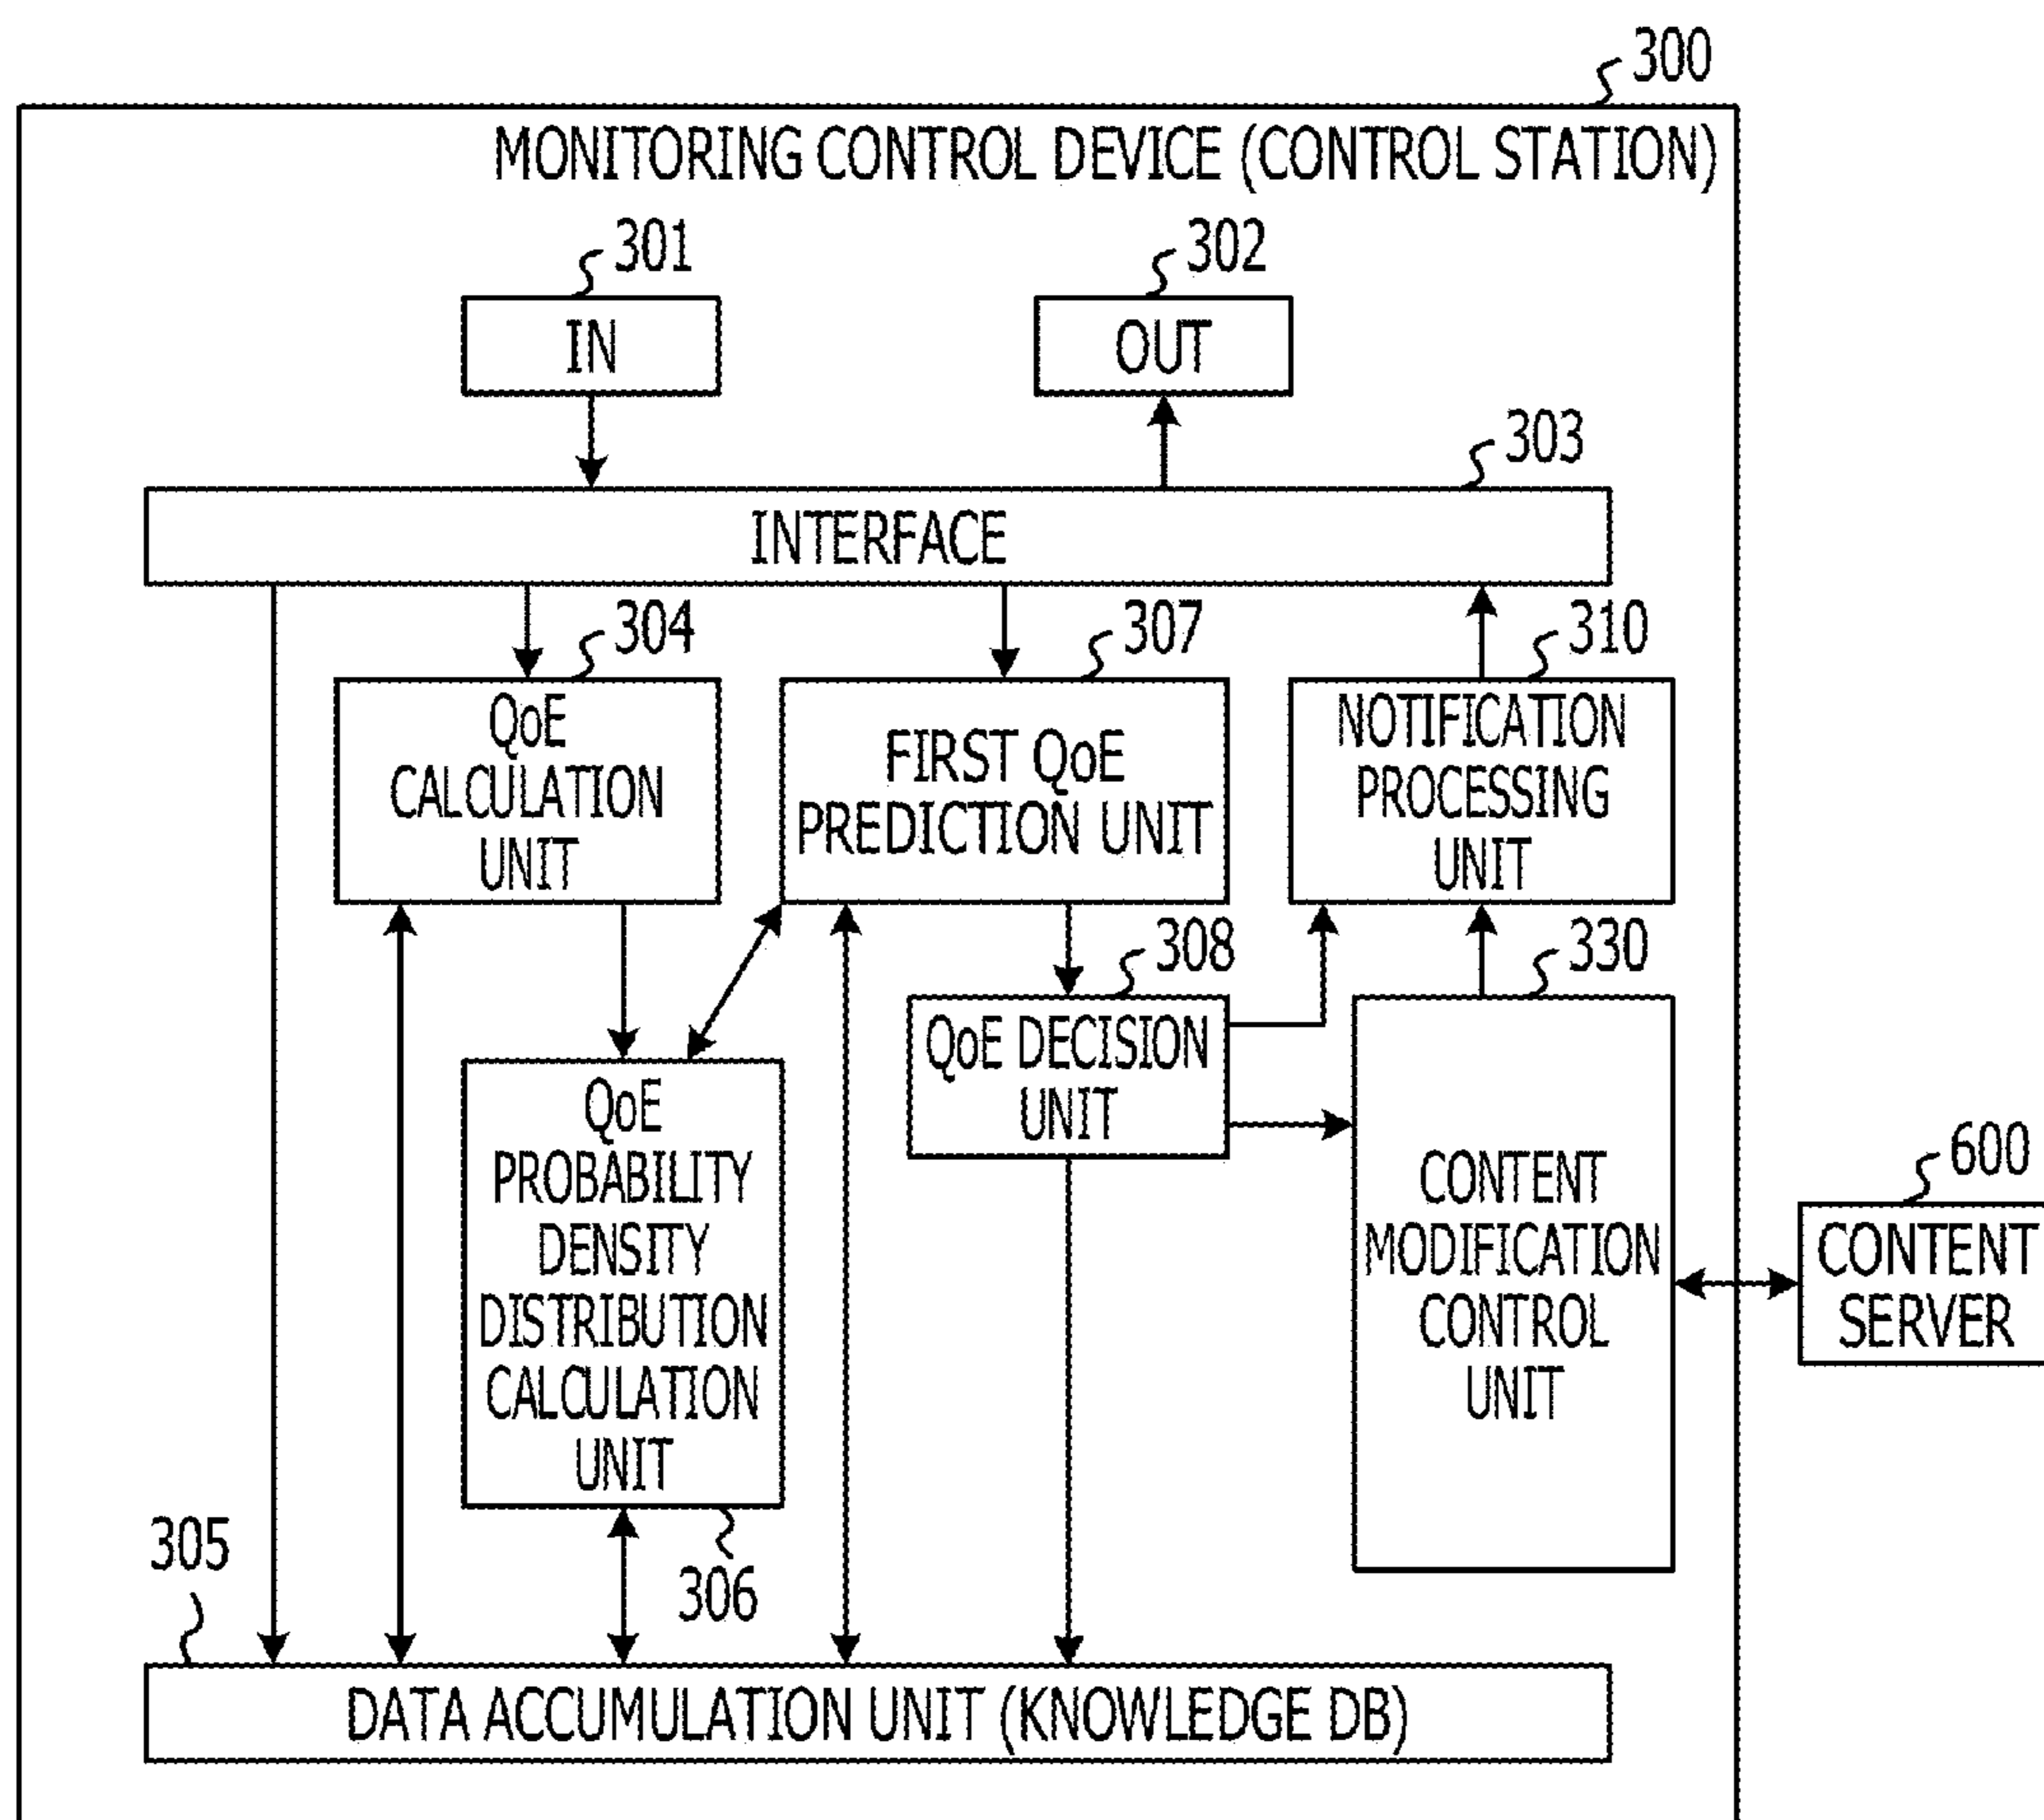 300
MONITORING CONTROL DEVICE (CONTROL STATION)
301
302
IN
OUT
303
INTERFACE
304
307
310
QoE
CALCULATION
UNIT
FIRST QoE
PREDICTION UNIT
NOTIFICATION
PROCESSING
UNIT
308
330
QoE DECISION
UNIT
QoE
PROBABILITY
DENSITY
DISTRIBUTION
CALCULATION
UNIT
CONTENT
MODIFICATION
CONTROL
UNIT
600
CONTENT
SERVER
305
306
DATA ACCUMULATION UNIT (KNOWLEDGE DB)